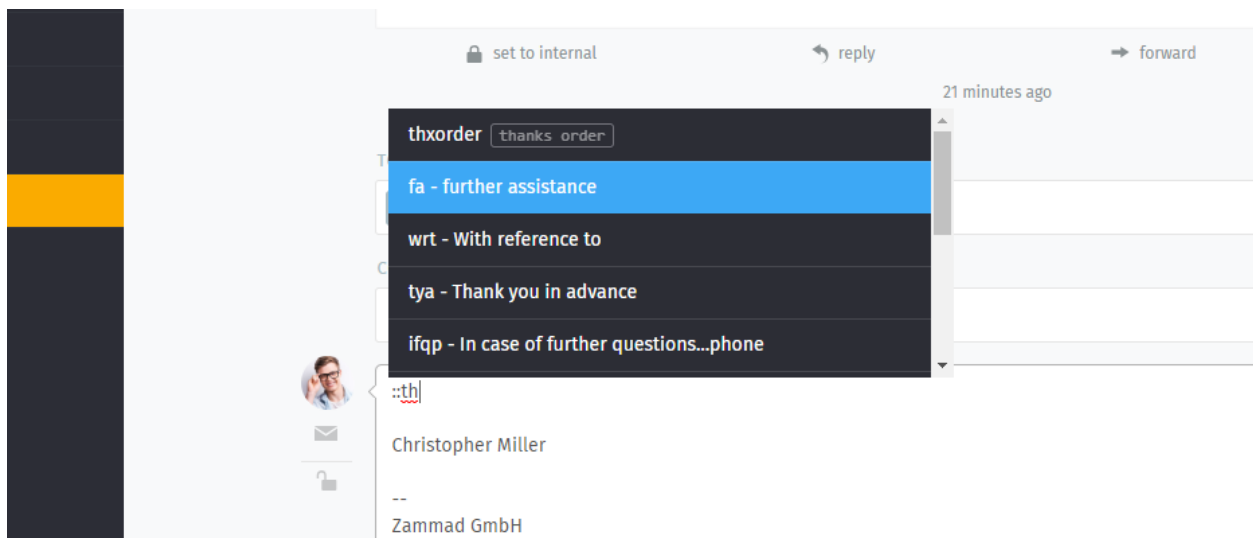 set to internal reply forward
21 minutes ago
thxorder thanks order
T
fa - further assistance
wrt - With reference to
C
tya - Thank you in advance
ifqp - In case of further questions...phone
::th
Christopher Miller
--
Zammad GmbH